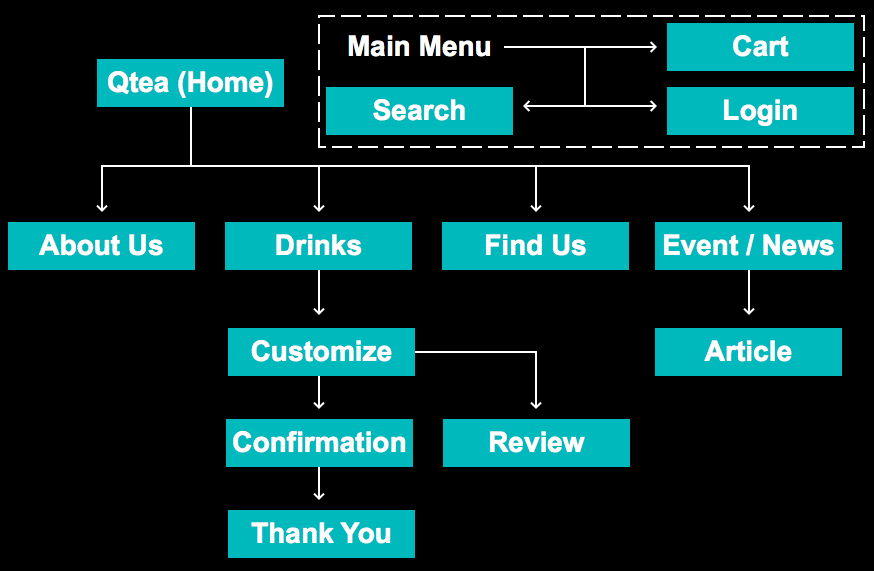 Main Menu
Cart
Qtea (Home)
Search
Login
About Us
Drinks
Find Us
Event / News
Customize
Article
Confirmation
Review
Thank You